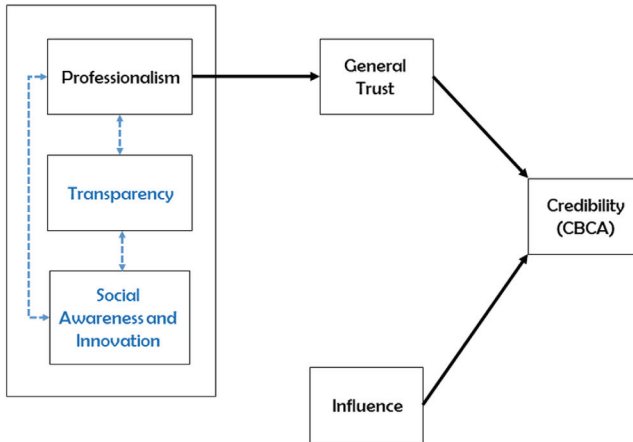 Professionalism
General
Trust
Transparency
Credibility
(CBCA)
Social
Awareness and
Innovation
Influence